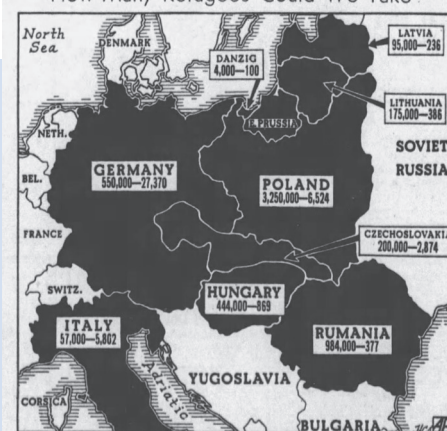 How Many Refugees Could We Take
North
Sea
DENMARK
DANZIG
4,000—100
LATVIA
95,000—236
LITHUANIA
175,000—386
E. PRUSSIA
NETH.
SOVIET
RUSSIA
GERMANY
550,000—27,370
BEL.
POLAND
3,250,000—6,524
FRANCE
CZECHOSLOVAKIA
200,000—2,874
SWITZ.
HUNGARY
444,000—869
ITALY
57,000—5,802
RUMANIA
984,000—377
Adriatic
YUGOSLAVIA
CORSICA
BULGARIA